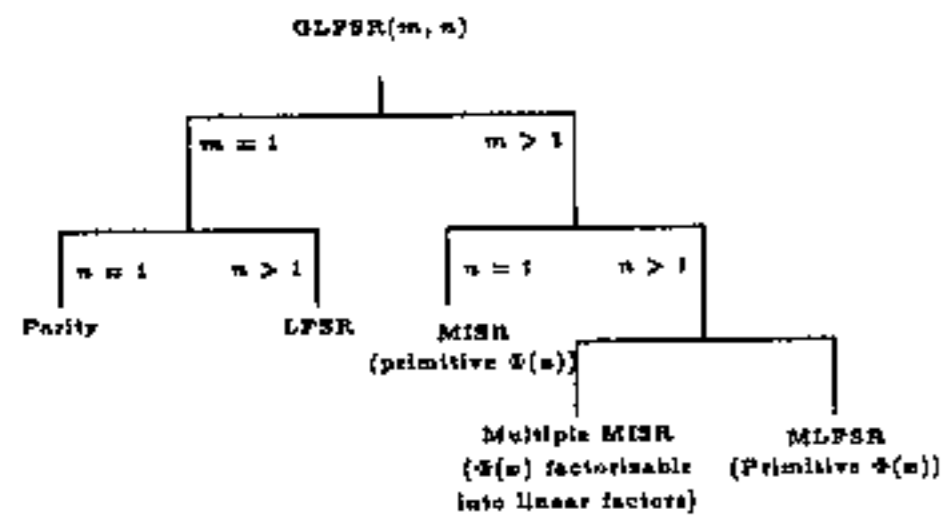 GLFSR(m, n)
m = 1
m > 1
n = 1
n > 1
n = 1
n > 1
Parity
LFSR
MISR
(primitive Φ(x))
Multiple MISR
(Φ(x) factorizable
into linear factors)
MLFSR
(Primitive Φ(x))